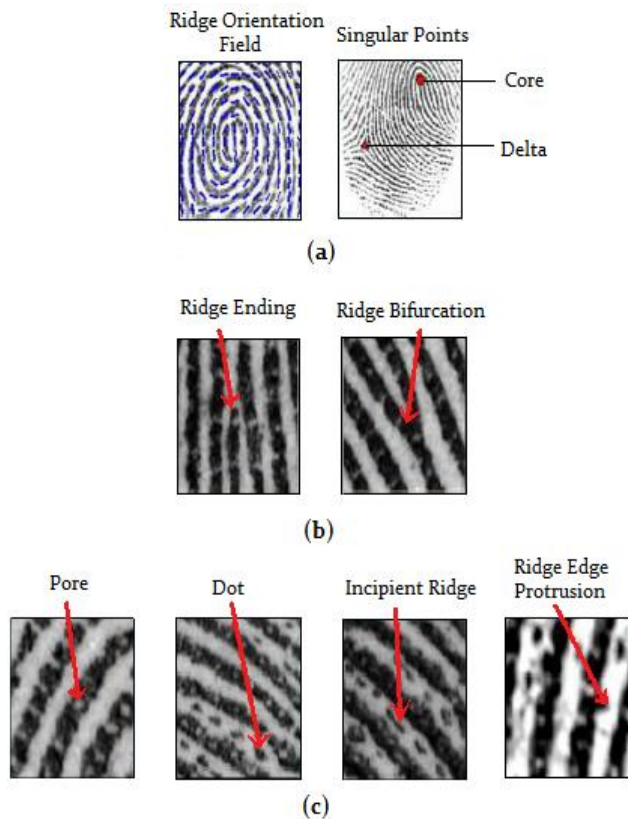 Ridge Orientation
Field
Singular Points
Core
Delta
(a)
Ridge Ending
Ridge Bifurcation
(b)
Pore
Dot
Incipient Ridge
Ridge Edge
Protrusion
(c)